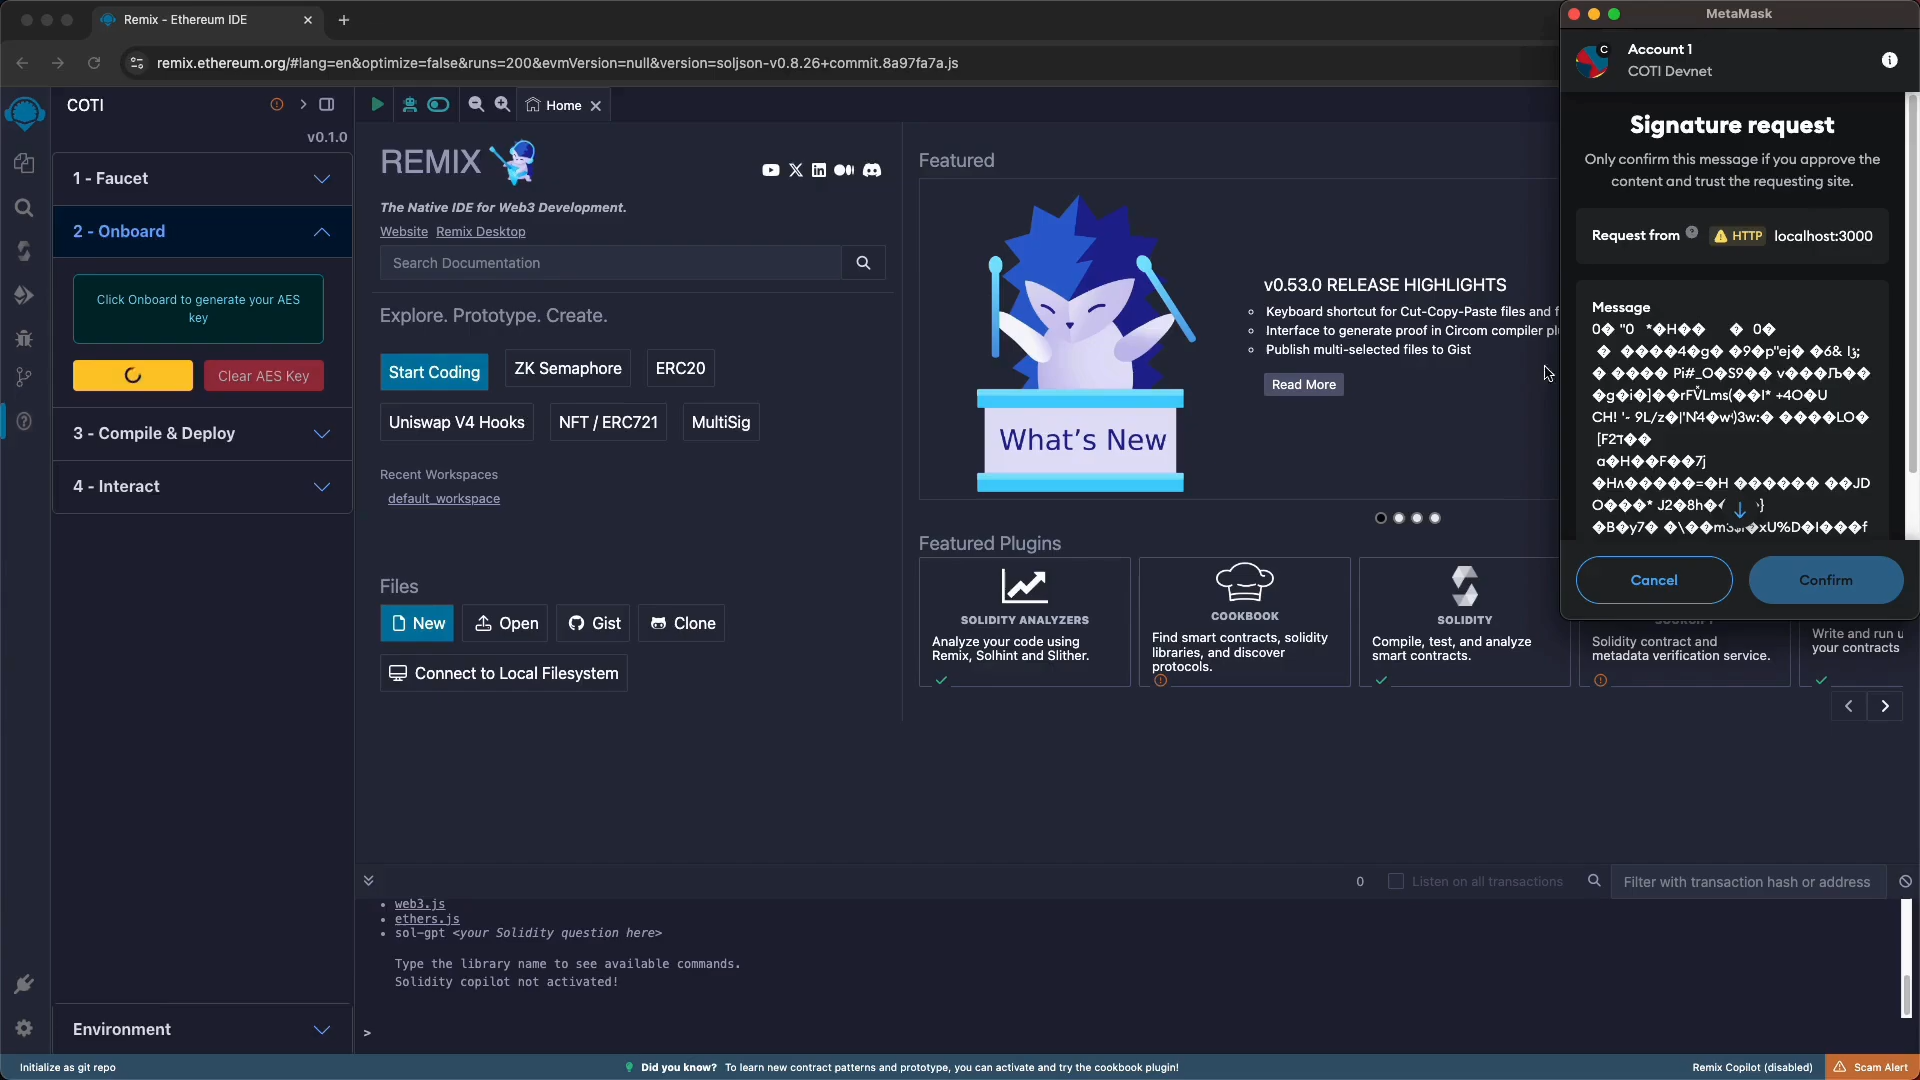 Remix - Ethereum IDE
MetaMask
remix.ethereum.org/#lang=en&optimize=false&runs=200&evmVersion=null&version=soljson-v0.8.26+commit.8a97fa7a.js
C
Account 1
COTI Devnet
COTI
v0.1.0
1 - Faucet
2 - Onboard
Click Onboard to generate your AES
key
Clear AES Key
3 - Compile & Deploy
4 - Interact
Environment
Home
REMIX
The Native IDE for Web3 Development.
Website Remix Desktop
Search Documentation
Explore. Prototype. Create.
Start Coding
ZK Semaphore
ERC20
Uniswap V4 Hooks
NFT / ERC721
MultiSig
Recent Workspaces
default_workspace
Files
New
Open
Gist
Clone
Connect to Local Filesystem
Featured
What's New
v0.53.0 RELEASE HIGHLIGHTS
Keyboard shortcut for Cut-Copy-Paste files and f
Interface to generate proof in Circom compiler pl
Publish multi-selected files to Gist
Read More
Featured Plugins
SOLIDITY ANALYZERS
Analyze your code using
Remix, Solhint and Slither.
COOKBOOK
Find smart contracts, solidity
libraries, and discover
protocols.
SOLIDITY
Compile, test, and analyze
smart contracts.
Solidity contract and
metadata verification service.
Write and run
your contracts
Signature request
Only confirm this message if you approve the
content and trust the requesting site.
Request from HTTP localhost:3000
Message
Cancel
Confirm
0
Listen on all transactions
Filter with transaction hash or address
web3.js
ethers.js
sol-gpt <your Solidity question here>
Type the library name to see available commands.
Solidity copilot not activated!
>
Initialize as git repo
Did you know? To learn new contract patterns and prototype, you can activate and try the cookbook plugin!
Remix Copilot (disabled)
Scam Alert